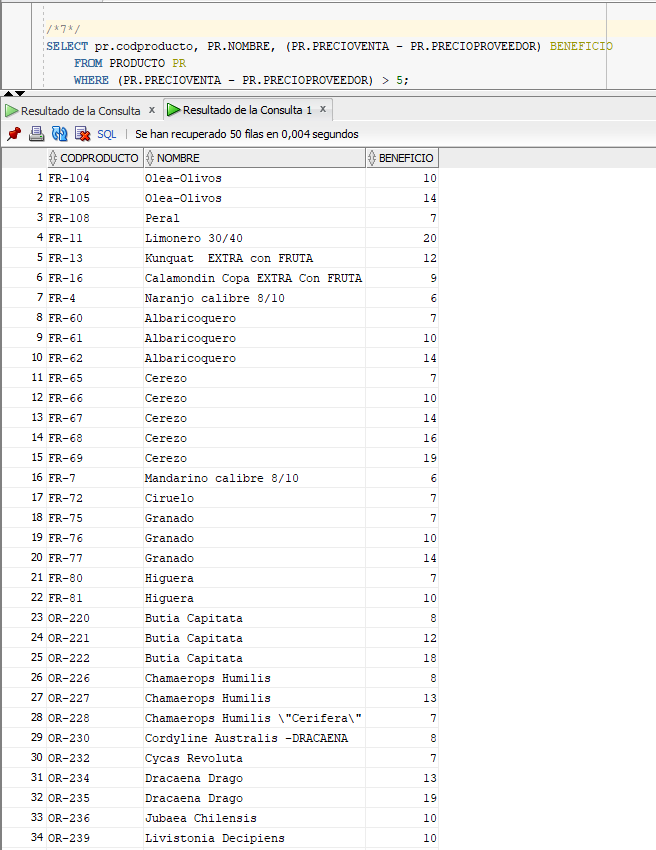 /*7*/
SELECT pr.codproducto, PR.NOMBRE, (PR.PRECIOVENTA - PR.PRECIOPROVEEDOR) BENEFICIO
FROM PRODUCTO PR
WHERE (PR.PRECIOVENTA - PR.PRECIOPROVEEDOR) > 5;
Resultado de la Consulta x Resultado de la Consulta 1 x
SQL | Se han recuperado 50 filas en 0,004 segundos
CODPRODUCTO NOMBRE BENEFICIO
1 FR-104 Olea-Olivos 10
2 FR-105 Olea-Olivos 14
3 FR-108 Peral 7
4 FR-11 Limonero 30/40 20
5 FR-13 Kunquat  EXTRA con FRUTA 12
6 FR-16 Calamondin Copa EXTRA Con FRUTA 9
7 FR-4 Naranjo calibre 8/10 6
8 FR-60 Albaricoquero 7
9 FR-61 Albaricoquero 10
10 FR-62 Albaricoquero 14
11 FR-65 Cerezo 7
12 FR-66 Cerezo 10
13 FR-67 Cerezo 14
14 FR-68 Cerezo 16
15 FR-69 Cerezo 19
16 FR-7 Mandarino calibre 8/10 6
17 FR-72 Ciruelo 7
18 FR-75 Granado 7
19 FR-76 Granado 10
20 FR-77 Granado 14
21 FR-80 Higuera 7
22 FR-81 Higuera 10
23 OR-220 Butia Capitata 8
24 OR-221 Butia Capitata 12
25 OR-222 Butia Capitata 18
26 OR-226 Chamaerops Humilis 8
27 OR-227 Chamaerops Humilis 13
28 OR-228 Chamaerops Humilis \"Cerifera\" 7
29 OR-230 Cordyline Australis -DRACAENA 8
30 OR-232 Cycas Revoluta 7
31 OR-234 Dracaena Drago 13
32 OR-235 Dracaena Drago 19
33 OR-236 Jubaea Chilensis 10
34 OR-239 Livistonia Decipiens 10